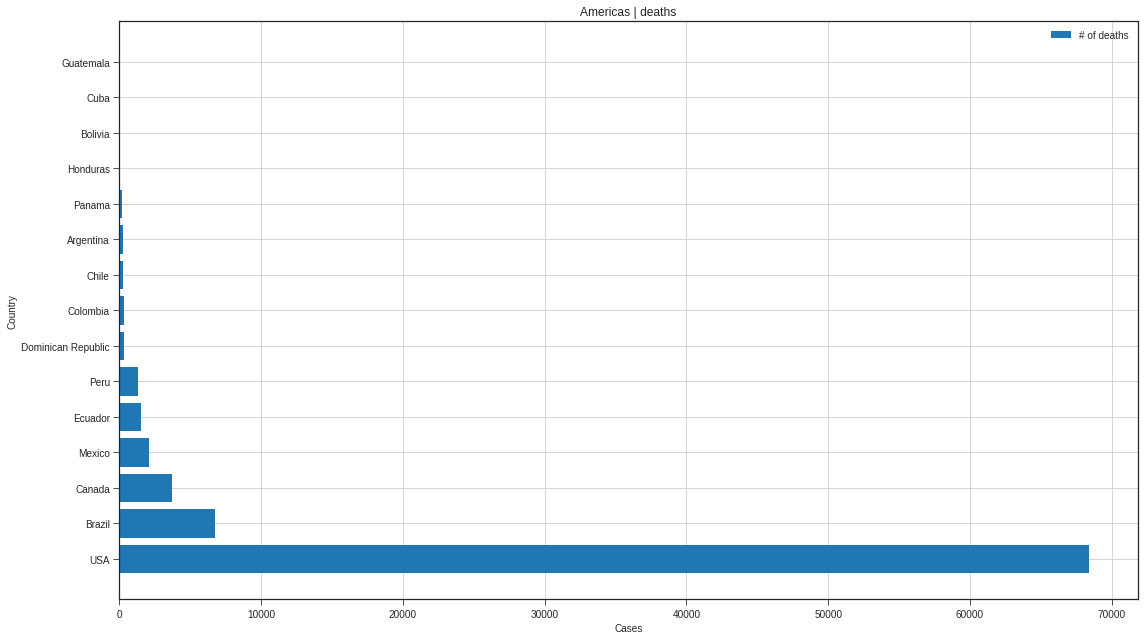 Americas | deaths
# of deaths
Guatemala
Cuba
Bolivia
Honduras
Panama
Argentina
Chile
Colombia
Dominican Republic
Peru
Ecuador
Mexico
Canada
Brazil
USA
Country
0 10000 20000 30000 40000 50000 60000 70000
Cases